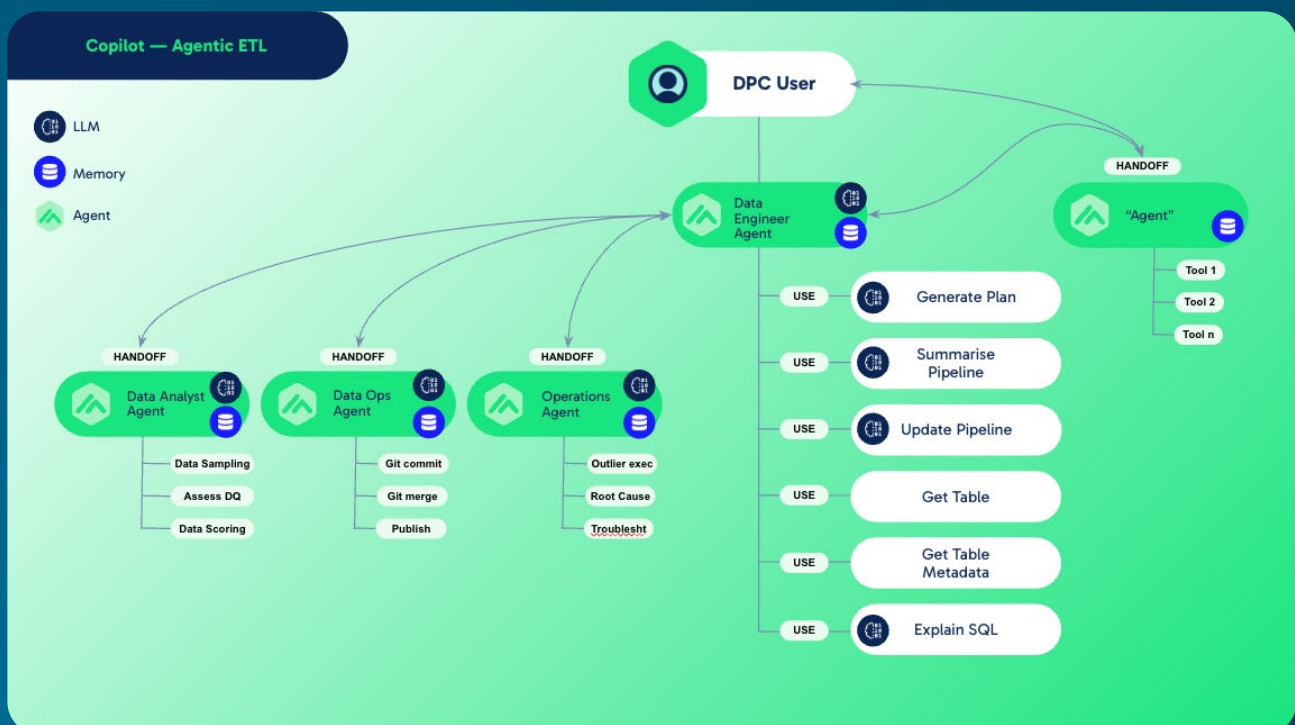 Copilot — Agentic ETL
LLM
Memory
Agent
DPC User
HANDOFF
Data
Engineer
Agent
“Agent”
Tool 1
Tool 2
Tool n
USE
Generate Plan
USE
Summarise
Pipeline
USE
Update Pipeline
USE
Get Table
USE
Get Table
Metadata
USE
Explain SQL
HANDOFF
Data Analyst
Agent
Data Sampling
Assess DQ
Data Scoring
HANDOFF
Data Ops
Agent
Git commit
Git merge
Publish
HANDOFF
Operations
Agent
Outlier exec
Root Cause
Troublesht